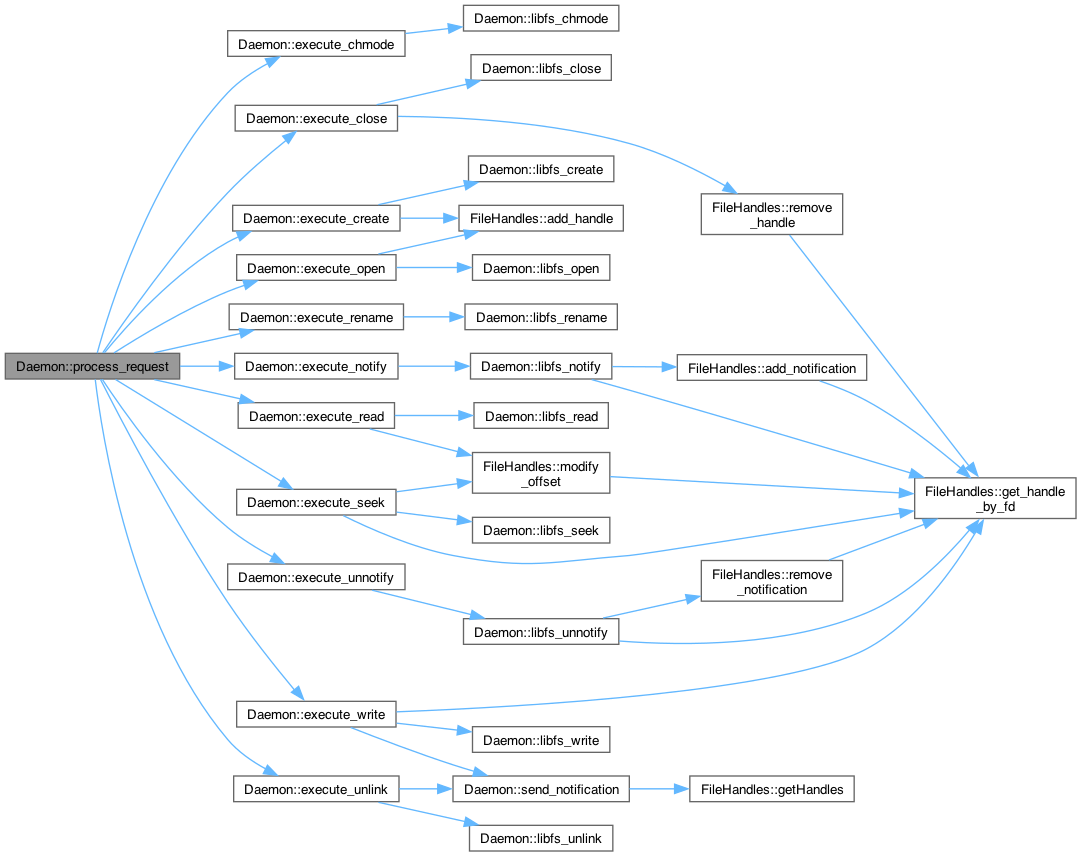 Daemon::process_request
Daemon::execute_chmode
Daemon::libfs_chmode
Daemon::execute_close
Daemon::libfs_close
FileHandles::remove
_handle
Daemon::execute_create
Daemon::libfs_create
FileHandles::add_handle
Daemon::execute_open
Daemon::libfs_open
Daemon::execute_rename
Daemon::libfs_rename
Daemon::execute_notify
Daemon::libfs_notify
FileHandles::add_notification
Daemon::execute_read
Daemon::libfs_read
FileHandles::modify
_offset
FileHandles::get_handle
_by_fd
Daemon::execute_seek
Daemon::libfs_seek
Daemon::execute_unnotify
Daemon::libfs_unnotify
FileHandles::remove
_notification
Daemon::execute_write
Daemon::libfs_write
Daemon::send_notification
FileHandles::getHandles
Daemon::execute_unlink
Daemon::libfs_unlink